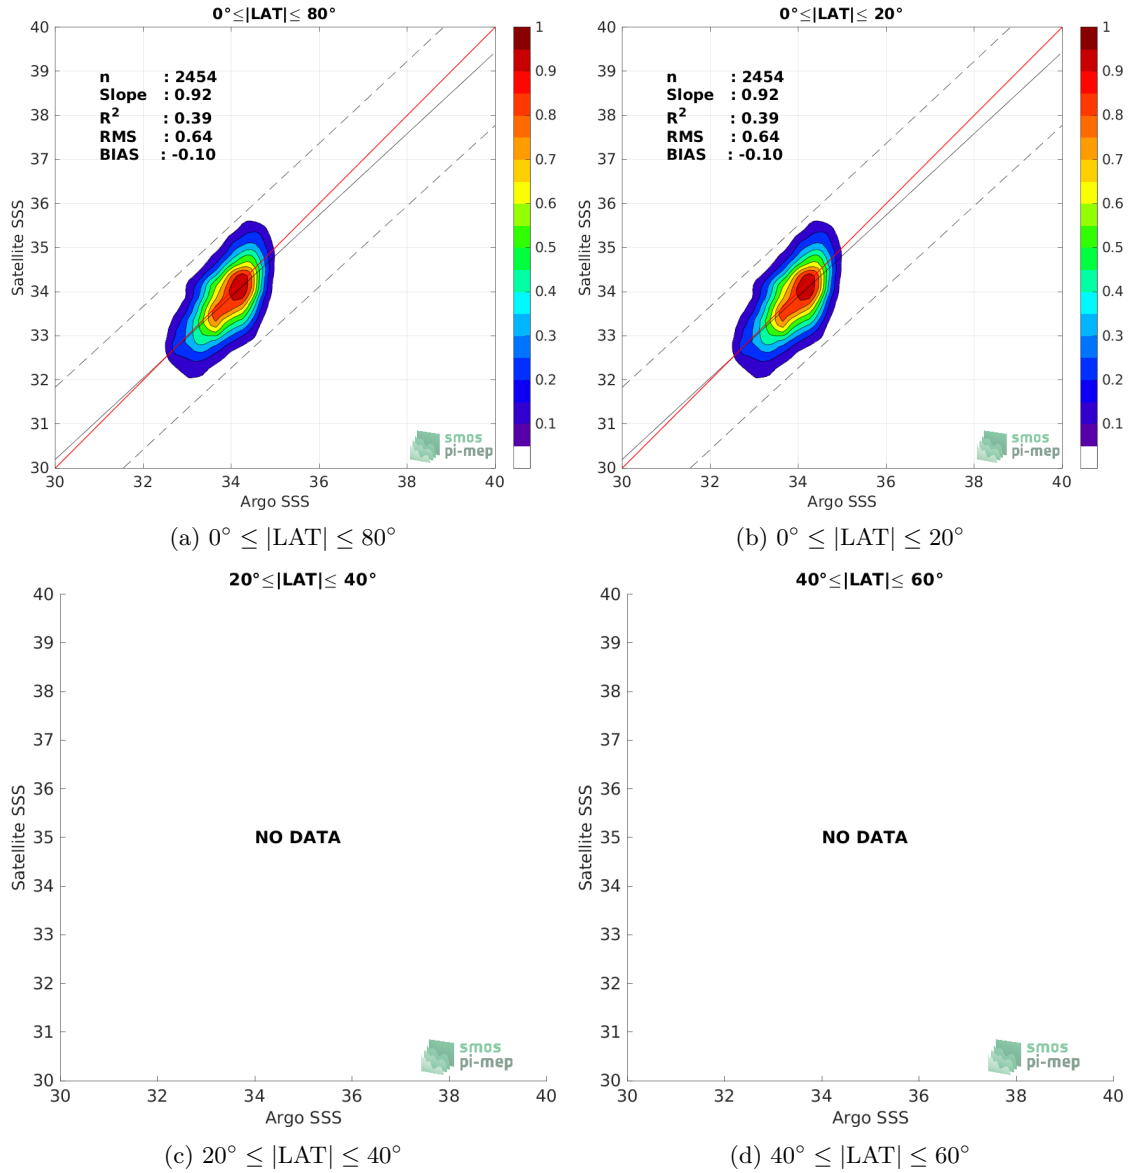 0°≤|LAT|≤ 80°
40
39
38
37
36
35
34
33
32
31
30
Satellite SSS
n : 2454
Slope : 0.92
R² : 0.39
RMS : 0.64
BIAS : -0.10
smos
pi-mep
30 32 34 36 38 40
Argo SSS
1
0.9
0.8
0.7
0.6
0.5
0.4
0.3
0.2
0.1
(a) 0° ≤ |LAT| ≤ 80°
0°≤|LAT|≤ 20°
40
39
38
37
36
35
34
33
32
31
30
Satellite SSS
n : 2454
Slope : 0.92
R² : 0.39
RMS : 0.64
BIAS : -0.10
smos
pi-mep
30 32 34 36 38 40
Argo SSS
1
0.9
0.8
0.7
0.6
0.5
0.4
0.3
0.2
0.1
(b) 0° ≤ |LAT| ≤ 20°
20°≤|LAT|≤ 40°
40
39
38
37
36
35
34
33
32
31
30
Satellite SSS
NO DATA
smos
pi-mep
30 32 34 36 38 40
Argo SSS
(c) 20° ≤ |LAT| ≤ 40°
40°≤|LAT|≤ 60°
40
39
38
37
36
35
34
33
32
31
30
Satellite SSS
NO DATA
smos
pi-mep
30 32 34 36 38 40
Argo SSS
(d) 40° ≤ |LAT| ≤ 60°